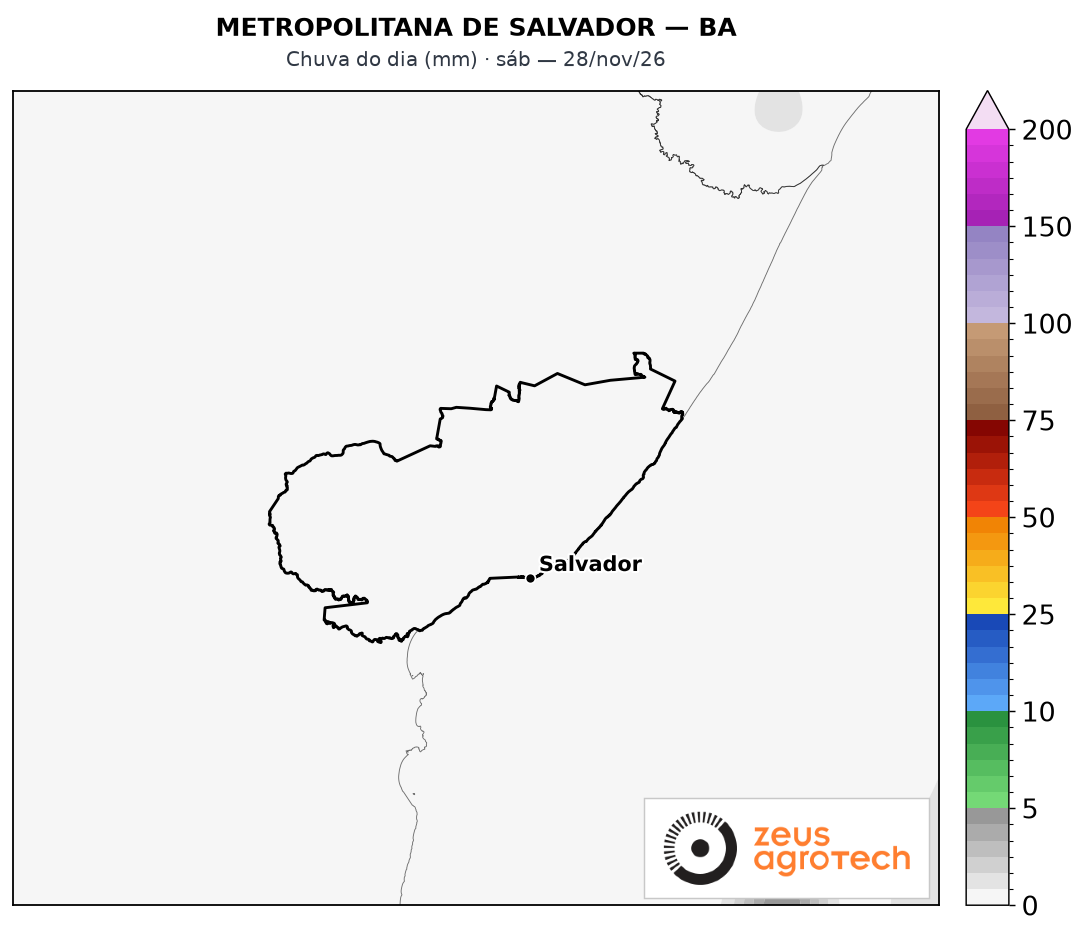 METROPOLITANA DE SALVADOR — BA
Chuva do dia (mm) · sáb — 28/nov/26
200
150
100
75
50
25
10
5
0
Salvador
zeus
agrotech